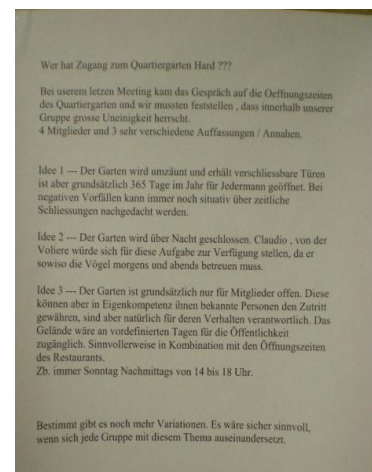 Wer hat Zugang zum Quartiergarten Hard ???
Bei userem letzen Meeting kam das Gespräch auf die Oeffnungszeiten
des Quartiergarten und wir mussten feststellen , dass innerhalb unserer
Gruppe grosse Uneinigkeit herrscht.
4 Mitglieder und 3 sehr verschiedene Auffassungen / Annahen.
Idee 1 --- Der Garten wird umzäunt und erhält verschliessbare Türen
ist aber grundsätzlich 365 Tage im Jahr für Jedermann geöffnet. Bei
negativen Vorfällen kann immer noch situativ über zeitliche
Schliessungen nachgedacht werden.
Idee 2 --- Der Garten wird über Nacht geschlossen. Claudio , von der
Voliere würde sich für diese Aufgabe zur Verfügung stellen, da er
sowiso die Vögel morgens und abends betreuen muss.
Idee 3 --- Der Garten ist grundsätzlich nur für Mitglieder offen. Diese
können aber in Eigenkompetenz ihnen bekannte Personen den Zutritt
gewähren, sind aber natürlich für deren Verhalten verantwortlich. Das
Gelände wäre an vordefinierten Tagen für die Öffentlichkeit
zugänglich. Sinnvollerweise in Kombination mit den Öffnungszeiten
des Restaurants.
Zb. immer Sonntag Nachmittags von 14 bis 18 Uhr.
Bestimmt gibt es noch mehr Variationen. Es wäre sicher sinnvoll,
wenn sich jede Gruppe mit diesem Thema auseinandersetzt.